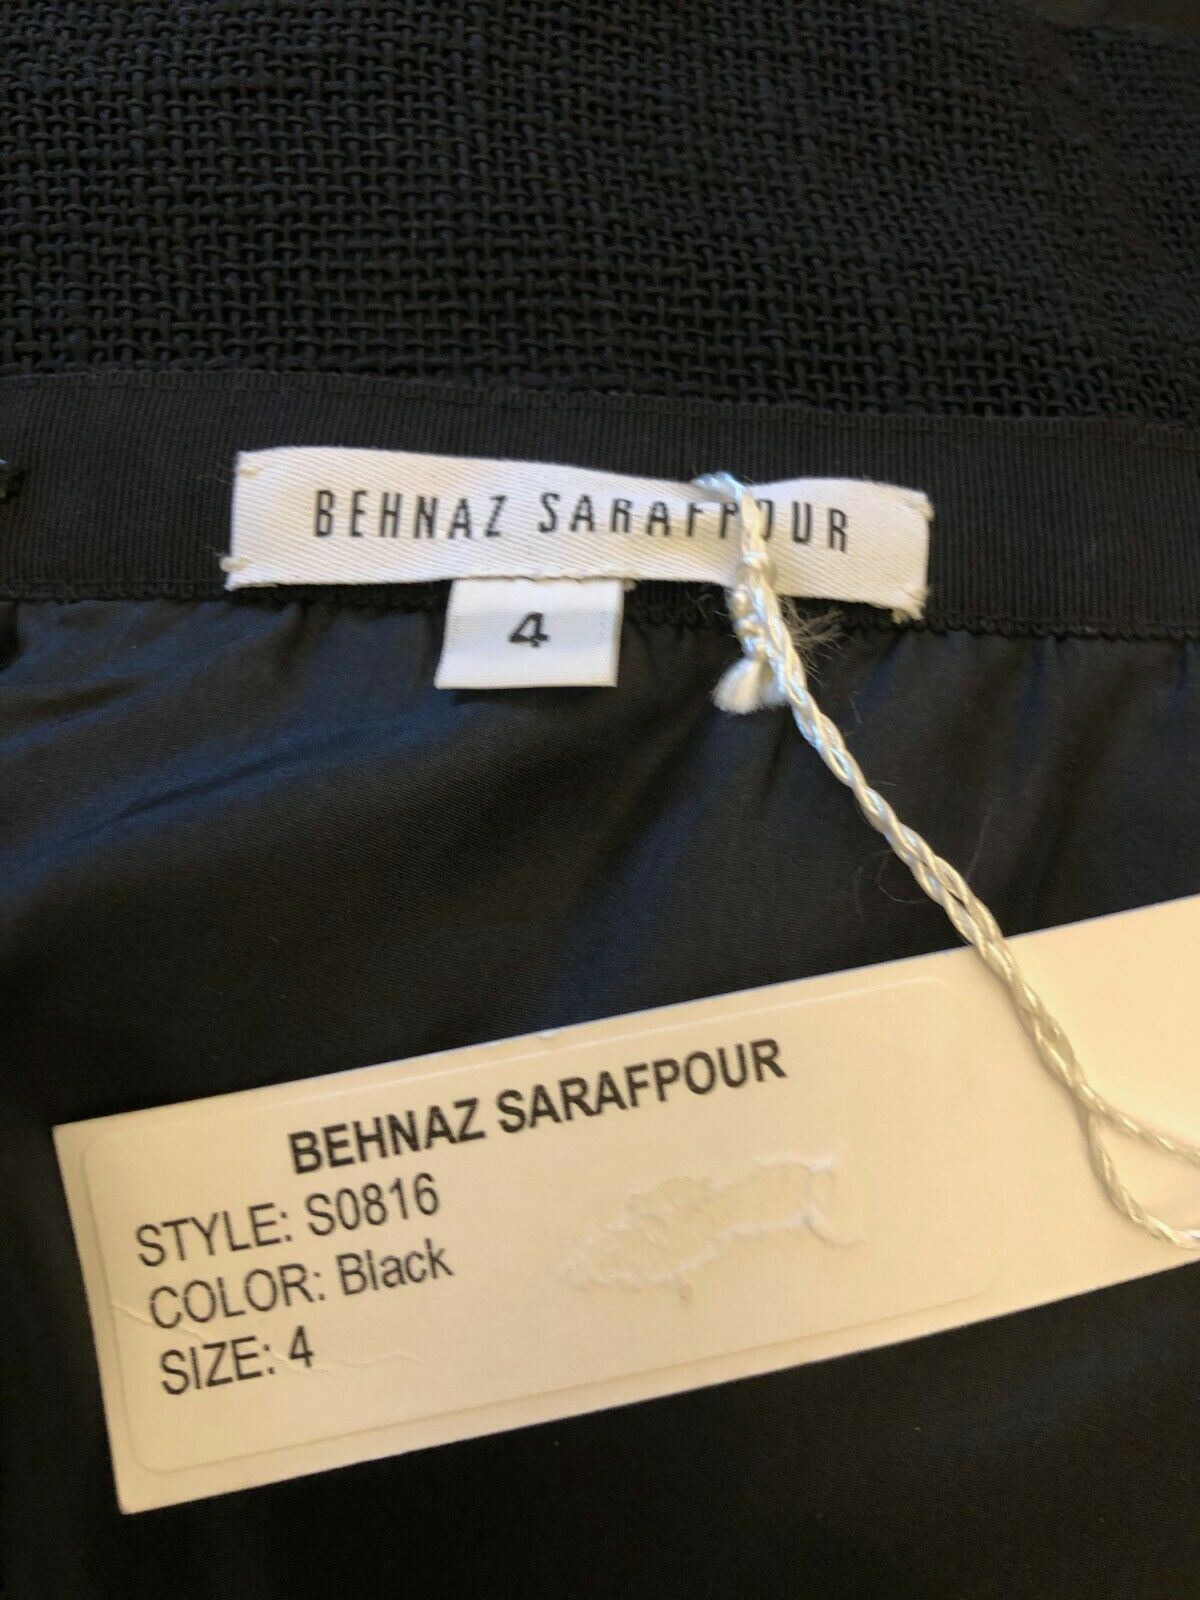 BEHNAZ SARAFPOUR
4
BEHNAZ SARAFPOUR
STYLE: S0816
COLOR: Black
SIZE: 4